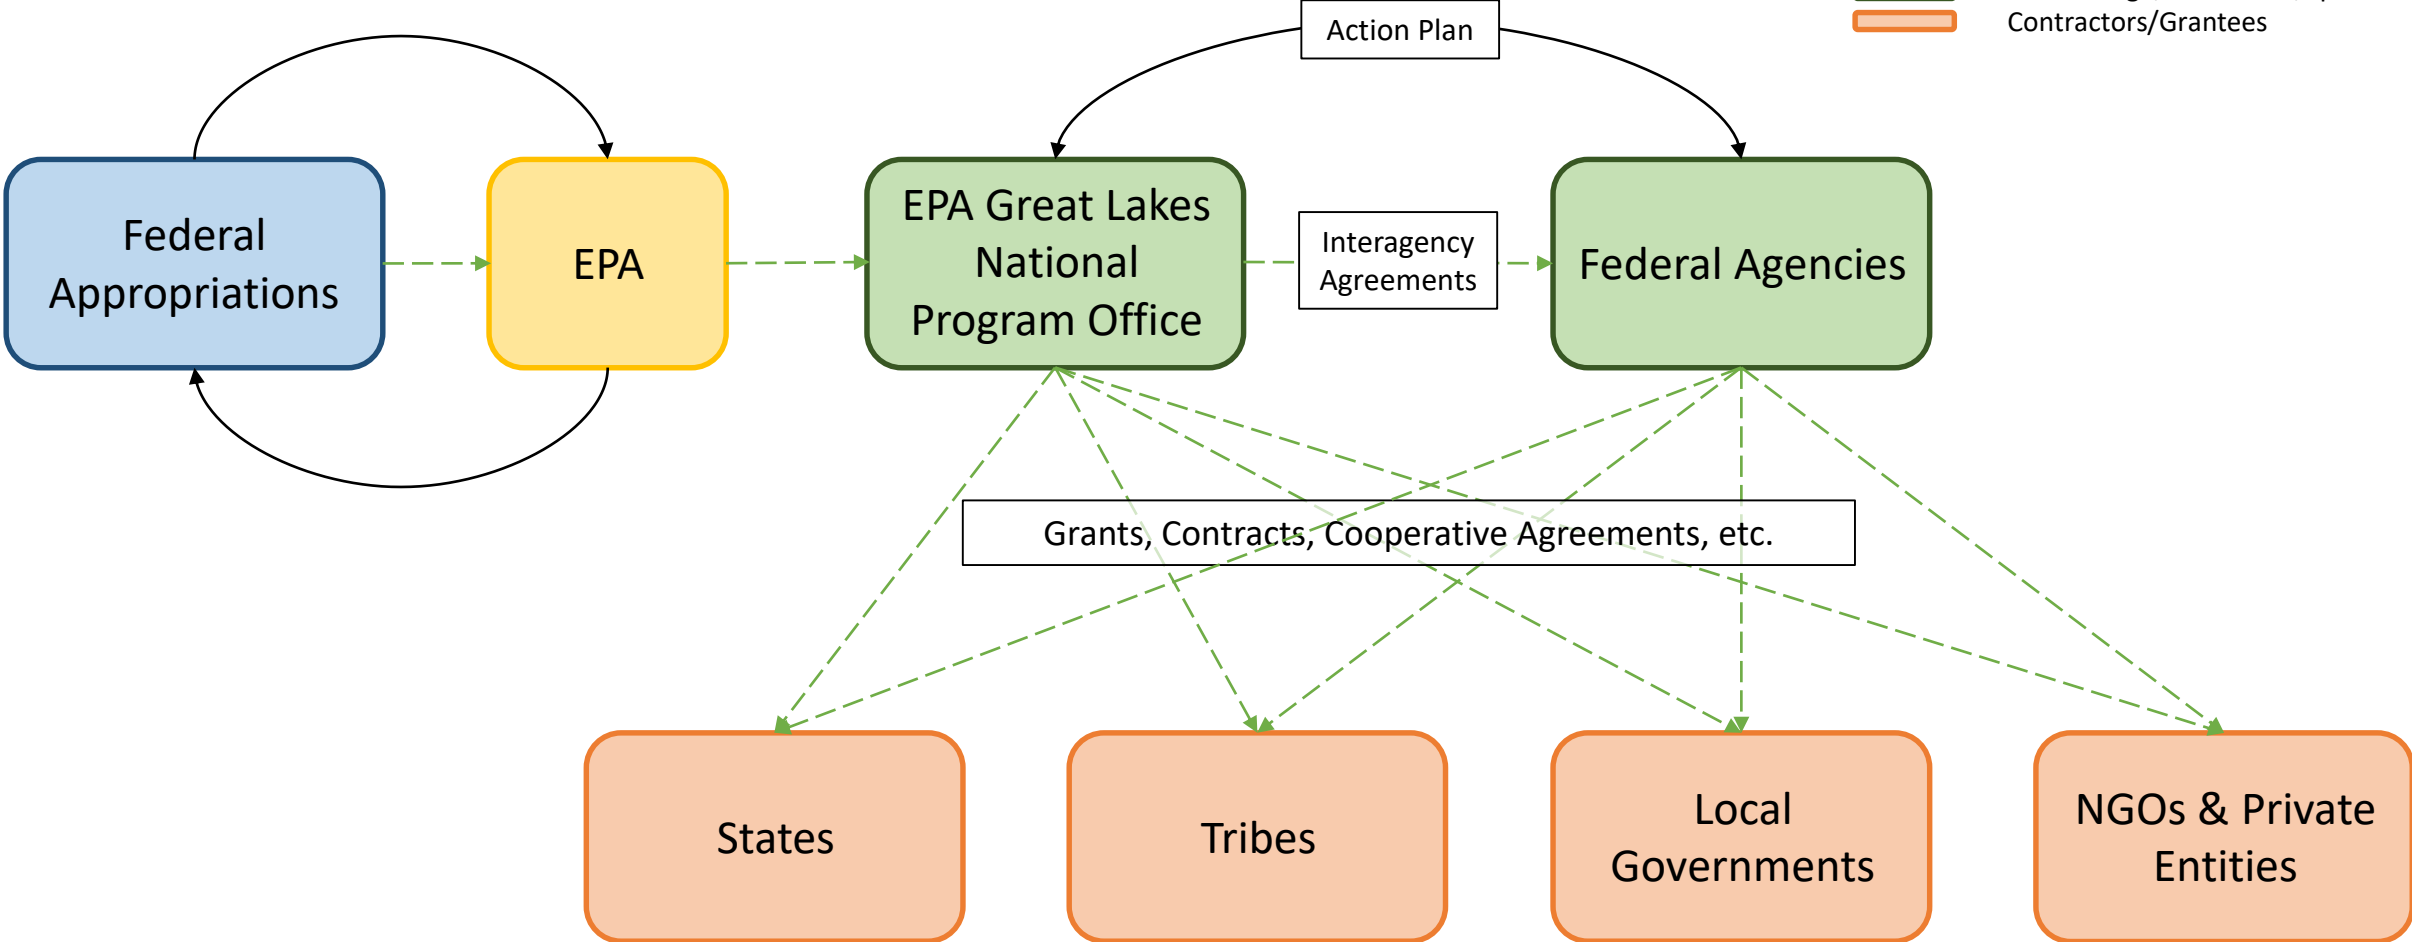 Action Plan
Contractors/Grantees
Federal
Appropriations
EPA
EPA Great Lakes
National
Program Office
Interagency
Agreements
Federal Agencies
Grants, Contracts, Cooperative Agreements, etc.
States
Tribes
Local
Governments
NGOs & Private
Entities